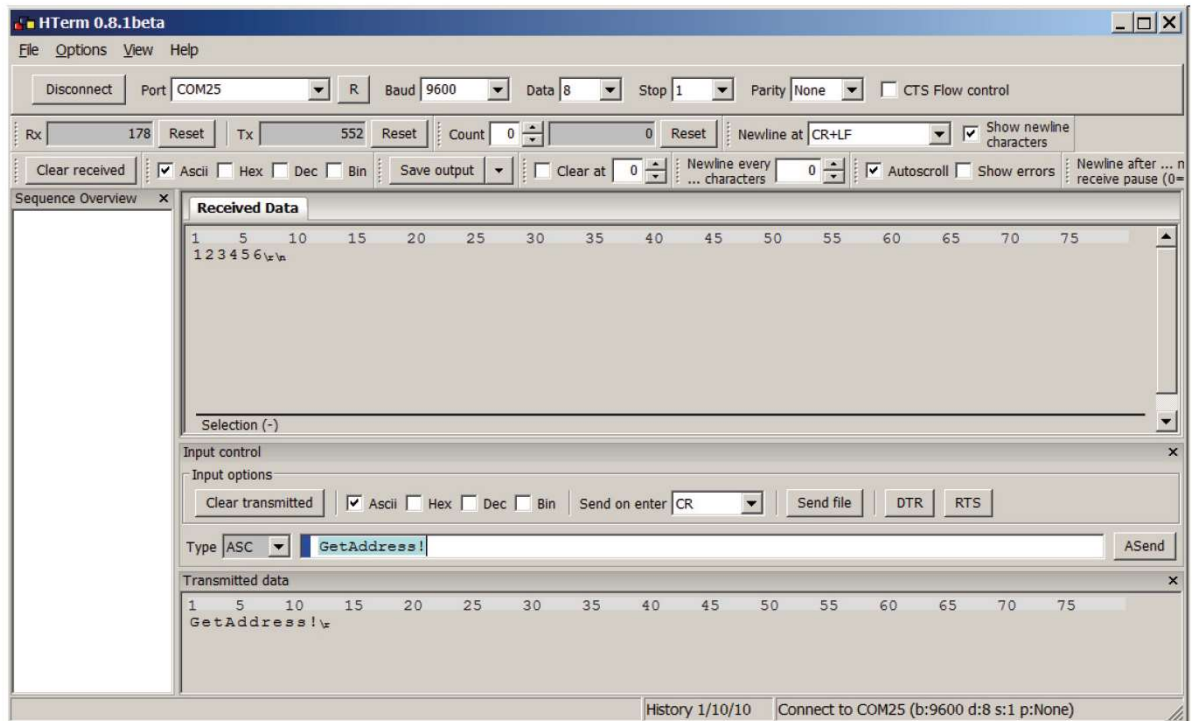 HTerm 0.8.1beta
File Options View Help
Disconnect Port COM25 R Baud 9600 Data 8 Stop 1 Parity None CTS Flow control
Rx 178 Reset Tx 552 Reset Count 0 0 Reset Newline at CR+LF Show newline characters
Clear received Ascii Hex Dec Bin Save output Clear at 0 Newline every ... characters 0 Autoscroll Show errors Newline after ... n receive pause (0=
Sequence Overview x
Received Data
1 5 10 15 20 25 30 35 40 45 50 55 60 65 70 75
123456\r\n
Selection (-)
Input control x
Input options
Clear transmitted Ascii Hex Dec Bin Send on enter CR Send file DTR RTS
Type ASC GetAddress! ASend
Transmitted data x
1 5 10 15 20 25 30 35 40 45 50 55 60 65 70 75
GetAddress!\r
History 1/10/10 Connect to COM25 (b:9600 d:8 s:1 p:None)